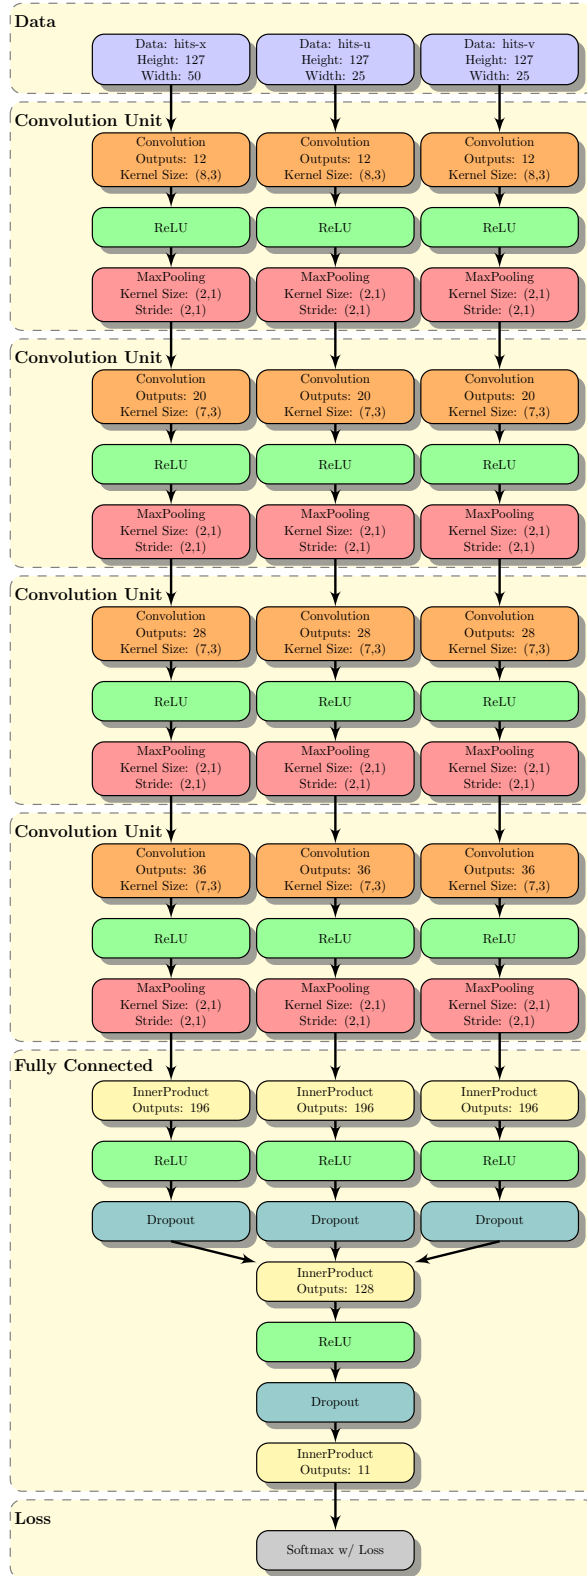 Data
Data: hits-x
Height: 127
Width: 50
Data: hits-u
Height: 127
Width: 25
Data: hits-v
Height: 127
Width: 25
Convolution Unit
Convolution
Outputs: 12
Kernel Size: (8,3)
Convolution
Outputs: 12
Kernel Size: (8,3)
Convolution
Outputs: 12
Kernel Size: (8,3)
ReLU
ReLU
ReLU
MaxPooling
Kernel Size: (2,1)
Stride: (2,1)
MaxPooling
Kernel Size: (2,1)
Stride: (2,1)
MaxPooling
Kernel Size: (2,1)
Stride: (2,1)
Convolution Unit
Convolution
Outputs: 20
Kernel Size: (7,3)
Convolution
Outputs: 20
Kernel Size: (7,3)
Convolution
Outputs: 20
Kernel Size: (7,3)
ReLU
ReLU
ReLU
MaxPooling
Kernel Size: (2,1)
Stride: (2,1)
MaxPooling
Kernel Size: (2,1)
Stride: (2,1)
MaxPooling
Kernel Size: (2,1)
Stride: (2,1)
Convolution Unit
Convolution
Outputs: 28
Kernel Size: (7,3)
Convolution
Outputs: 28
Kernel Size: (7,3)
Convolution
Outputs: 28
Kernel Size: (7,3)
ReLU
ReLU
ReLU
MaxPooling
Kernel Size: (2,1)
Stride: (2,1)
MaxPooling
Kernel Size: (2,1)
Stride: (2,1)
MaxPooling
Kernel Size: (2,1)
Stride: (2,1)
Convolution Unit
Convolution
Outputs: 36
Kernel Size: (7,3)
Convolution
Outputs: 36
Kernel Size: (7,3)
Convolution
Outputs: 36
Kernel Size: (7,3)
ReLU
ReLU
ReLU
MaxPooling
Kernel Size: (2,1)
Stride: (2,1)
MaxPooling
Kernel Size: (2,1)
Stride: (2,1)
MaxPooling
Kernel Size: (2,1)
Stride: (2,1)
Fully Connected
InnerProduct
Outputs: 196
InnerProduct
Outputs: 196
InnerProduct
Outputs: 196
ReLU
ReLU
ReLU
Dropout
Dropout
Dropout
InnerProduct
Outputs: 128
ReLU
Dropout
InnerProduct
Outputs: 11
Loss
Softmax w/ Loss